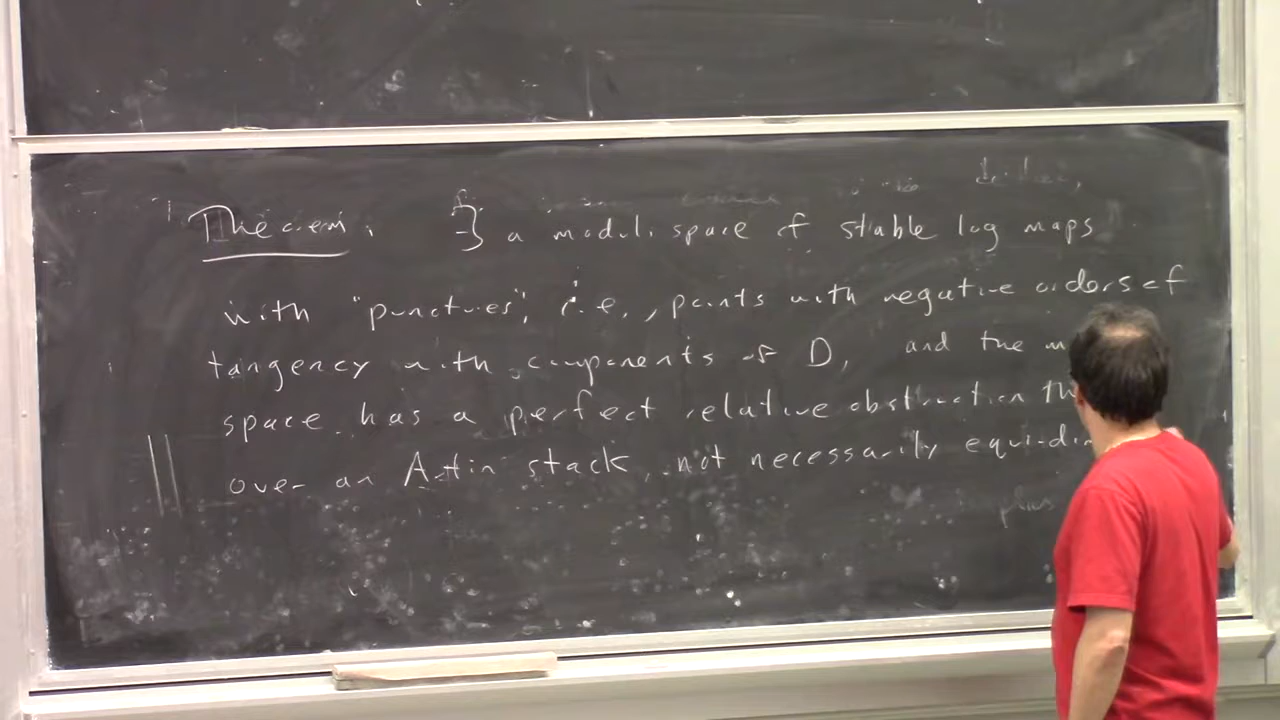 Theorem: ∃ a moduli space of stable log maps
with "punctures", i.e., points with negative orders of
tangency with components of D, and the
space has a perfect relative obstruction
over an Artin stack, not necessarily